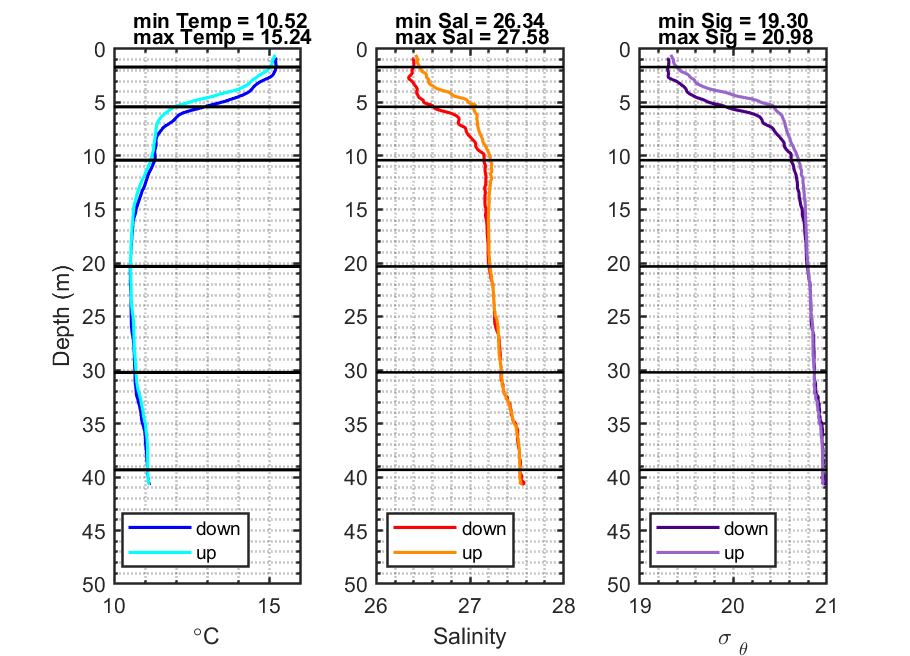 min Temp = 10.52
max Temp = 15.24
min Sal = 26.34
max Sal = 27.58
min Sig = 19.30
max Sig = 20.98
Depth (m)
0
5
10
15
20
25
30
35
40
45
50
10
15
°C
down
up
0
5
10
15
20
25
30
35
40
45
50
26
27
28
Salinity
down
up
0
5
10
15
20
25
30
35
40
45
50
19
20
21
σ θ
down
up